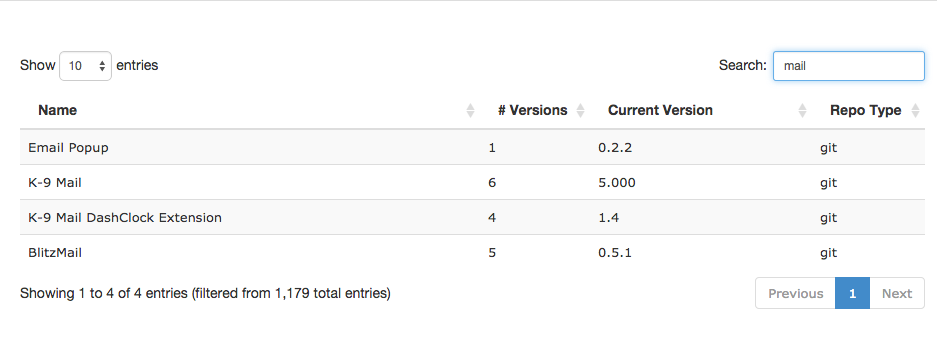 Show 10 entries Search: mail
Name # Versions Current Version Repo Type
Email Popup 1 0.2.2 git
K-9 Mail 6 5.000 git
K-9 Mail DashClock Extension 4 1.4 git
BlitzMail 5 0.5.1 git
Showing 1 to 4 of 4 entries (filtered from 1,179 total entries) Previous 1 Next